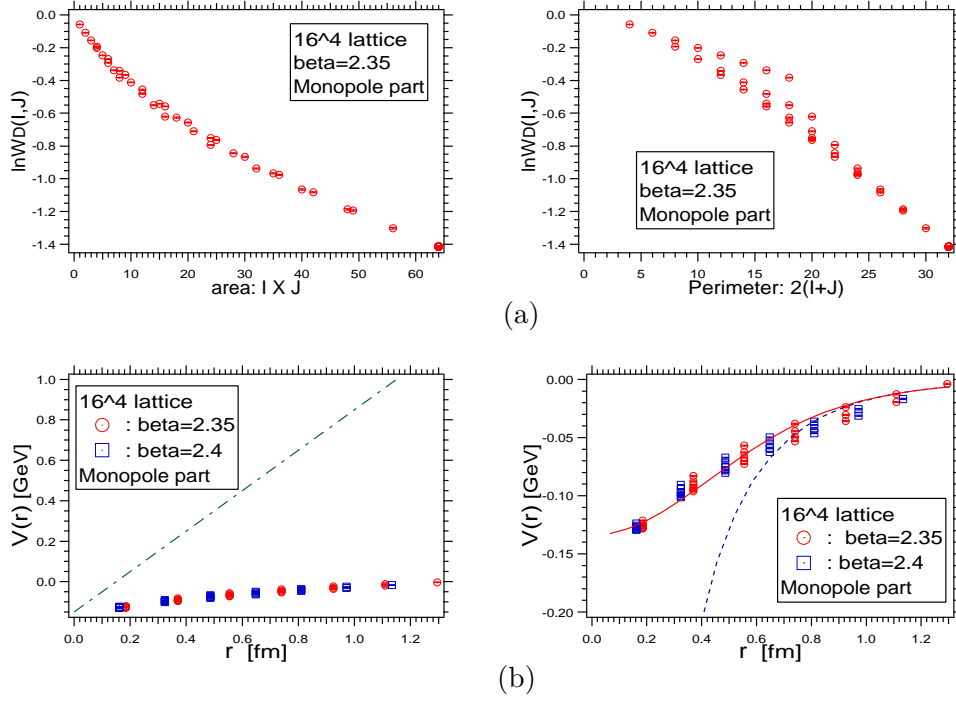 0.0
-0.2
-0.4
-0.6
-0.8
-1.0
-1.2
-1.4
lnWD(I,J)
16^4 lattice
beta=2.35
Monopole part
0 10 20 30 40 50 60
area: I X J
0.0
-0.2
-0.4
-0.6
-0.8
-1.0
-1.2
-1.4
lnWD(I,J)
16^4 lattice
beta=2.35
Monopole part
0 5 10 15 20 25 30
Perimeter: 2(I+J)
(a)
1.0
0.8
0.6
0.4
0.2
-0.0
V(r) [GeV]
16^4 lattice
: beta=2.35
: beta=2.4
Monopole part
0.0 0.2 0.4 0.6 0.8 1.0 1.2
r [fm]
0.00
-0.05
-0.10
-0.15
-0.20
V(r) [GeV]
16^4 lattice
: beta=2.35
: beta=2.4
Monopole part
0.0 0.2 0.4 0.6 0.8 1.0 1.2
r [fm]
(b)